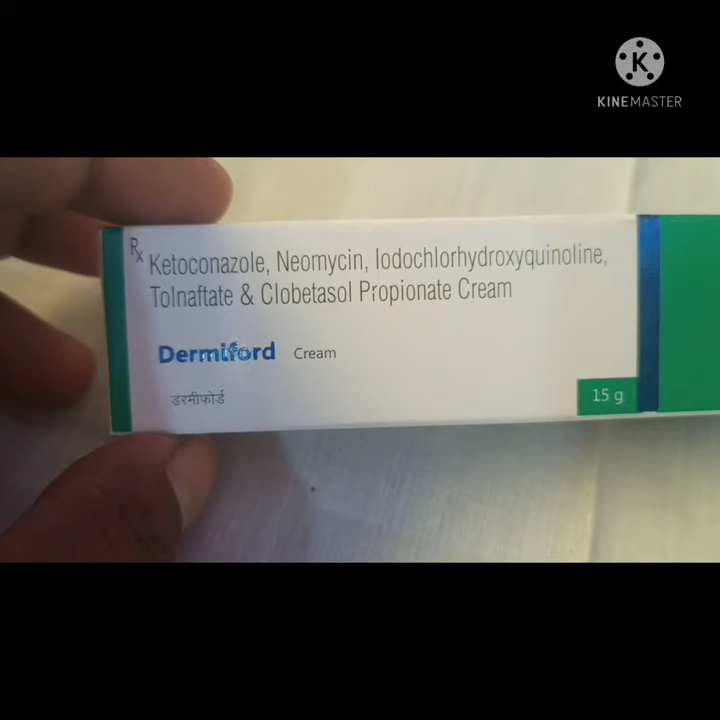 K
KINEMASTER
Rx Ketoconazole, Neomycin, Iodochlorhydroxyquinoline,
Tolnaftate & Clobetasol Propionate Cream
Dermiford Cream
डरमीफोर्ड
15 g